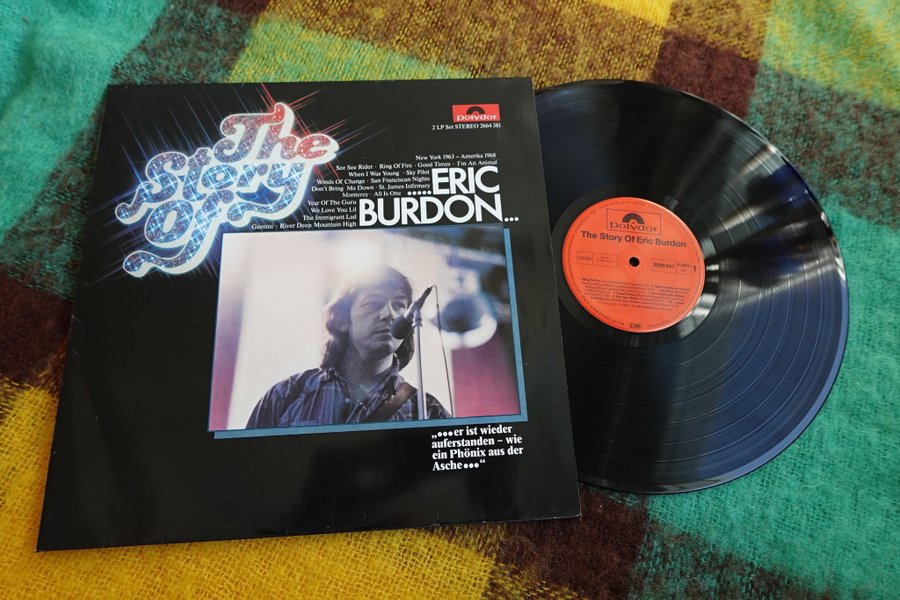 The
Story
Of...
Polydor
2 LP Set STEREO 2664 381
New York 1963 – Amerika 1968
See See Rider · Ring Of Fire · Good Times · I'm An Animal
When I Was Young · Sky Pilot
Winds Of Change · San Franciscan Nights
Don't Bring Me Down · St. James Infirmary
Monterey · All Is One
.....ERIC
Year Of The Guru
We Love You Lil
The Immigrant Lad
Gemini · River Deep Mountain High
BURDON...
„...er ist wieder
auferstanden – wie
ein Phönix aus der
Asche...“
Polydor
The Story Of Eric Burdon
GEMA
STEREO
1